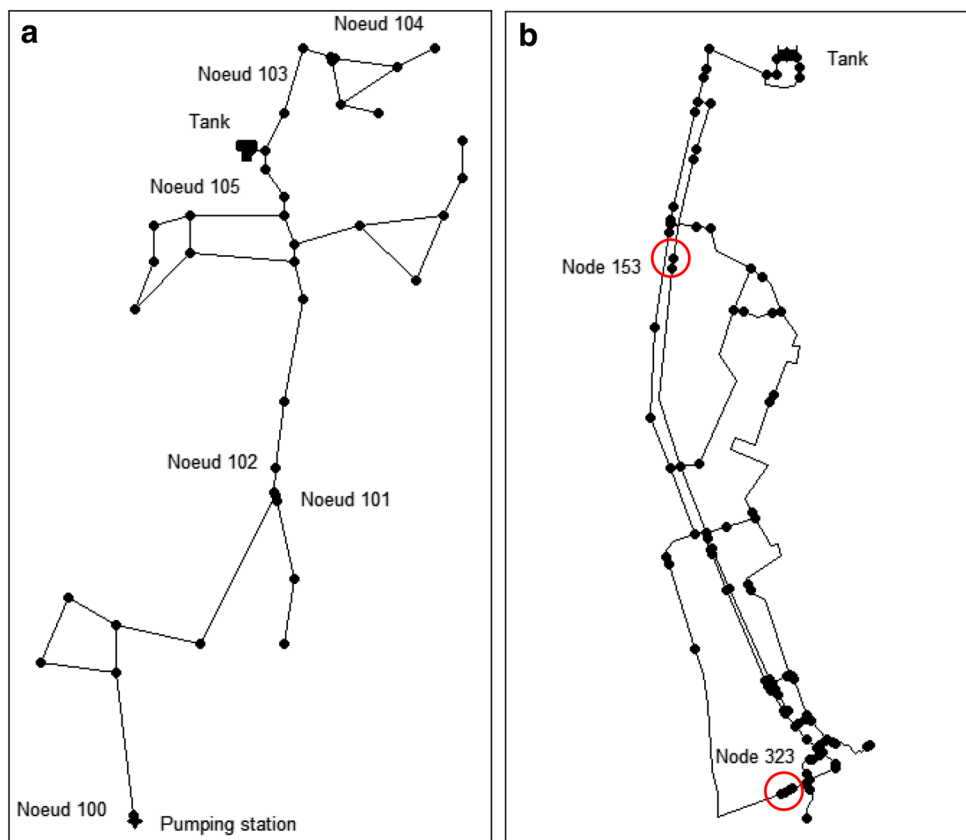 a
Noeud 104
Noeud 103
Tank
Noeud 105
Noeud 102
Noeud 101
Noeud 100
Pumping station
b
Tank
Node 153
Node 323